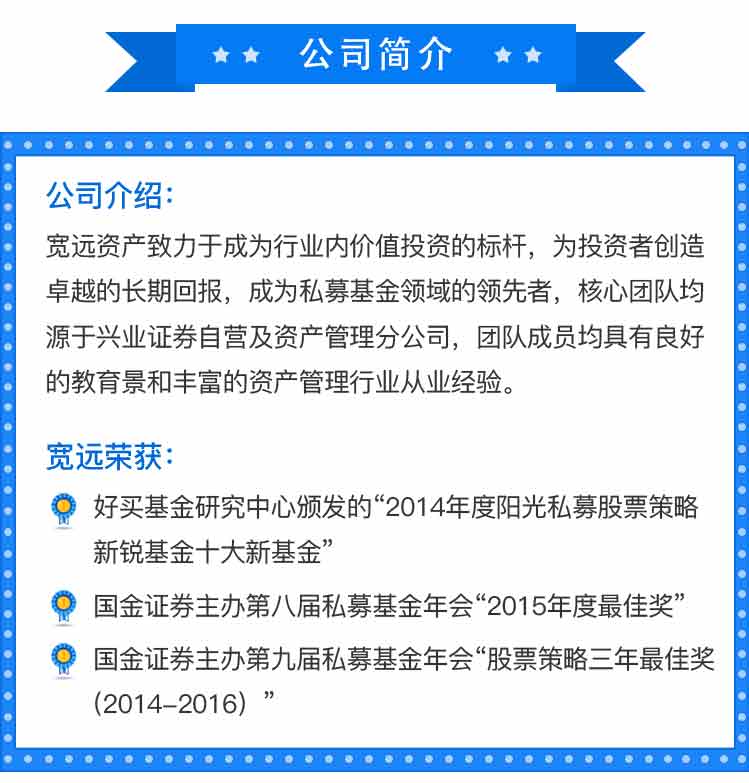 公司简介
公司介绍：
宽远资产致力于成为行业内价值投资的标杆，为投资者创造
卓越的长期回报，成为私募基金领域的领先者，核心团队均
源于兴业证券自营及资产管理分公司，团队成员均具有良好
的教育景和丰富的资产管理行业从业经验。
宽远荣获：
好买基金研究中心颁发的“2014年度阳光私募股票策略
新锐基金十大新基金”
国金证券主办第八届私募基金年会“2015年度最佳奖”
国金证券主办第九届私募基金年会“股票策略三年最佳奖
(2014-2016）”